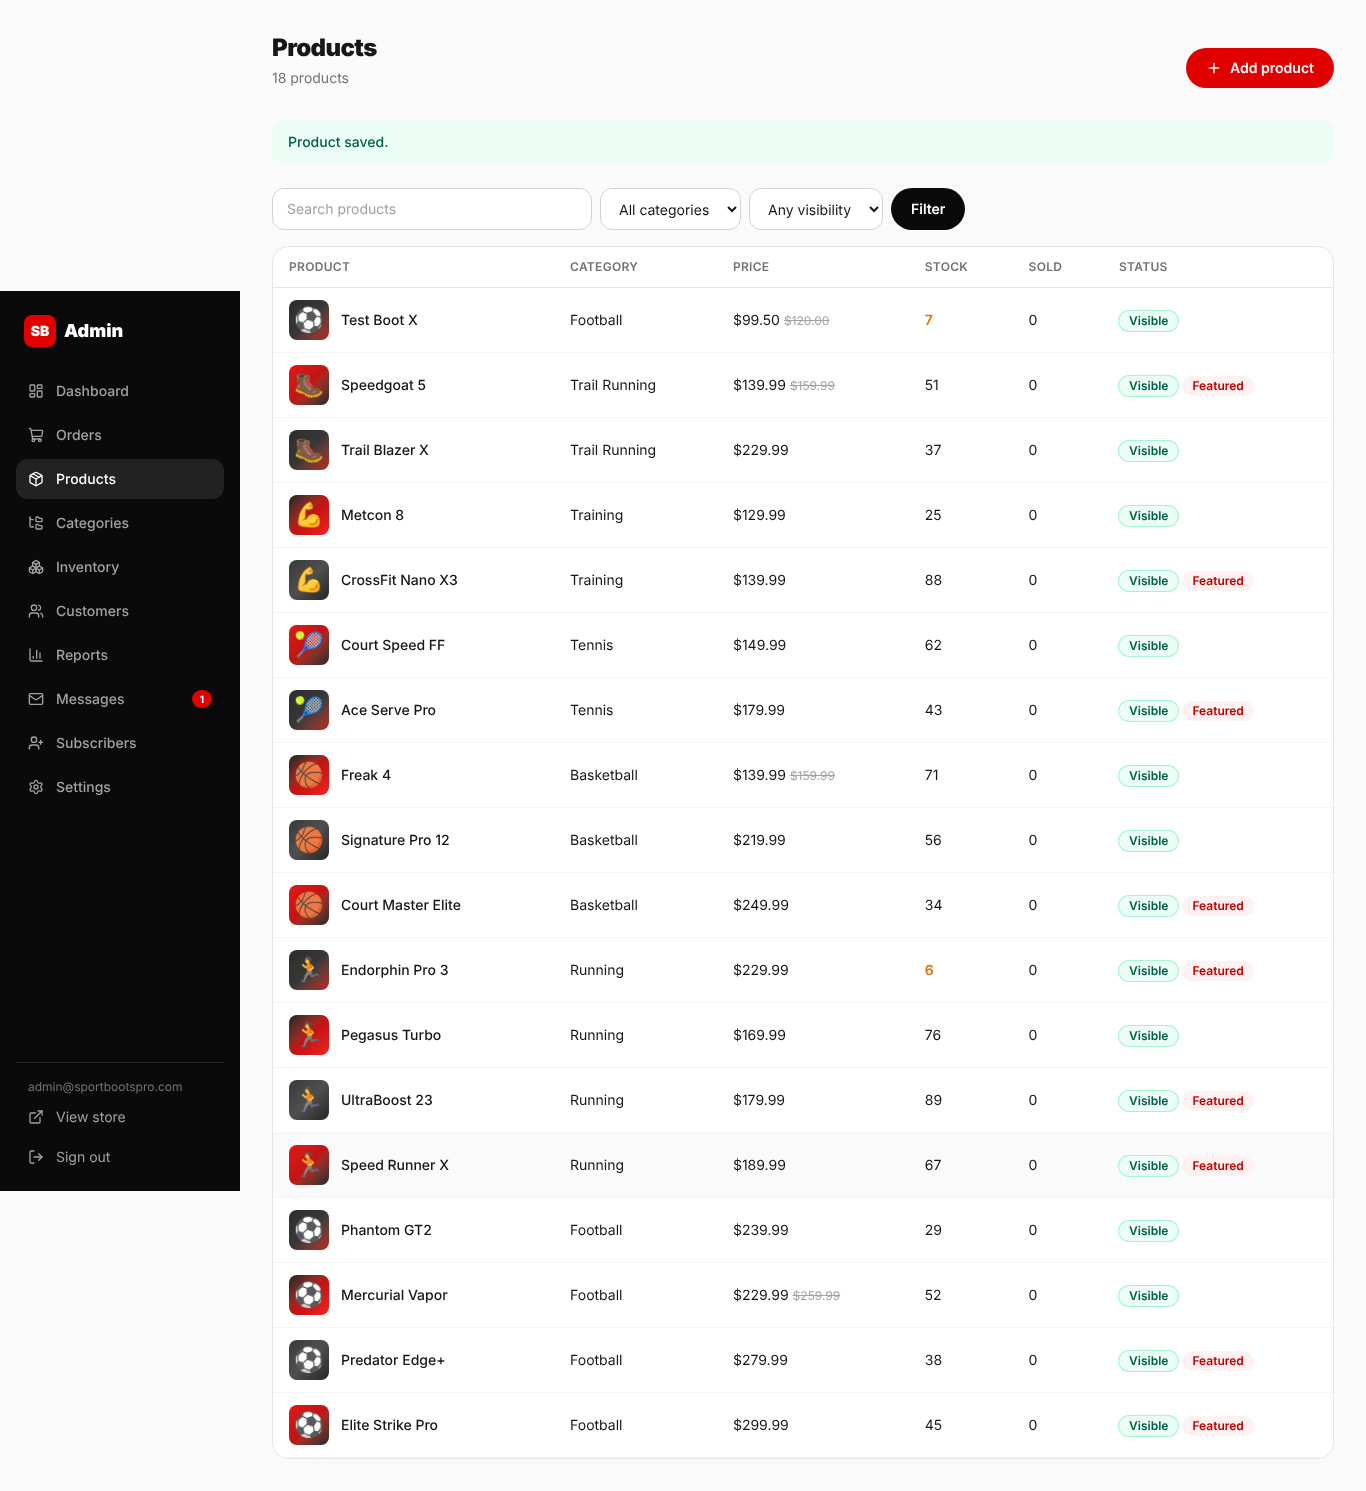 Products
18 products
Add product
Product saved.
Search products
All categories
Any visibility
Filter
PRODUCT CATEGORY PRICE STOCK SOLD STATUS
Test Boot X Football $99.50 $120.00 7 0 Visible
Speedgoat 5 Trail Running $139.99 $159.99 51 0 Visible Featured
Trail Blazer X Trail Running $229.99 37 0 Visible
Metcon 8 Training $129.99 25 0 Visible
CrossFit Nano X3 Training $139.99 88 0 Visible Featured
Court Speed FF Tennis $149.99 62 0 Visible
Ace Serve Pro Tennis $179.99 43 0 Visible Featured
Freak 4 Basketball $139.99 $159.99 71 0 Visible
Signature Pro 12 Basketball $219.99 56 0 Visible
Court Master Elite Basketball $249.99 34 0 Visible Featured
Endorphin Pro 3 Running $229.99 6 0 Visible Featured
Pegasus Turbo Running $169.99 76 0 Visible
UltraBoost 23 Running $179.99 89 0 Visible Featured
Speed Runner X Running $189.99 67 0 Visible Featured
Phantom GT2 Football $239.99 29 0 Visible
Mercurial Vapor Football $229.99 $259.99 52 0 Visible
Predator Edge+ Football $279.99 38 0 Visible Featured
Elite Strike Pro Football $299.99 45 0 Visible Featured
SB Admin
Dashboard
Orders
Products
Categories
Inventory
Customers
Reports
Messages 1
Subscribers
Settings
admin@sportbootspro.com
View store
Sign out